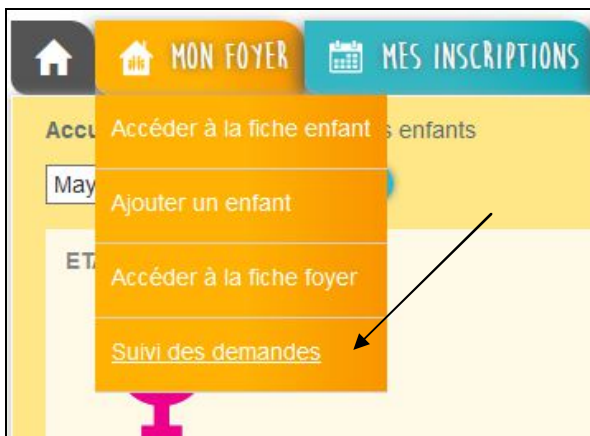 MON FOYER MES INSCRIPTIONS
Accéder à la fiche enfant
Accu s enfants
May
Ajouter un enfant
ETA
Accéder à la fiche foyer
Suivi des demandes